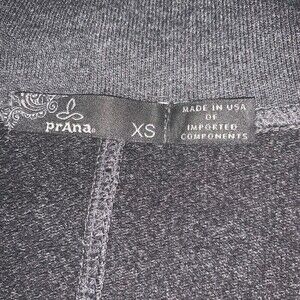 prAna
XS
MADE IN USA
OF
IMPORTED
COMPONENTS